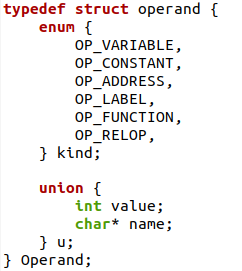 typedef struct operand {
    enum {
        OP_VARIABLE,
        OP_CONSTANT,
        OP_ADDRESS,
        OP_LABEL,
        OP_FUNCTION,
        OP_RELOP,
    } kind;

    union {
        int value;
        char* name;
    } u;
} Operand;